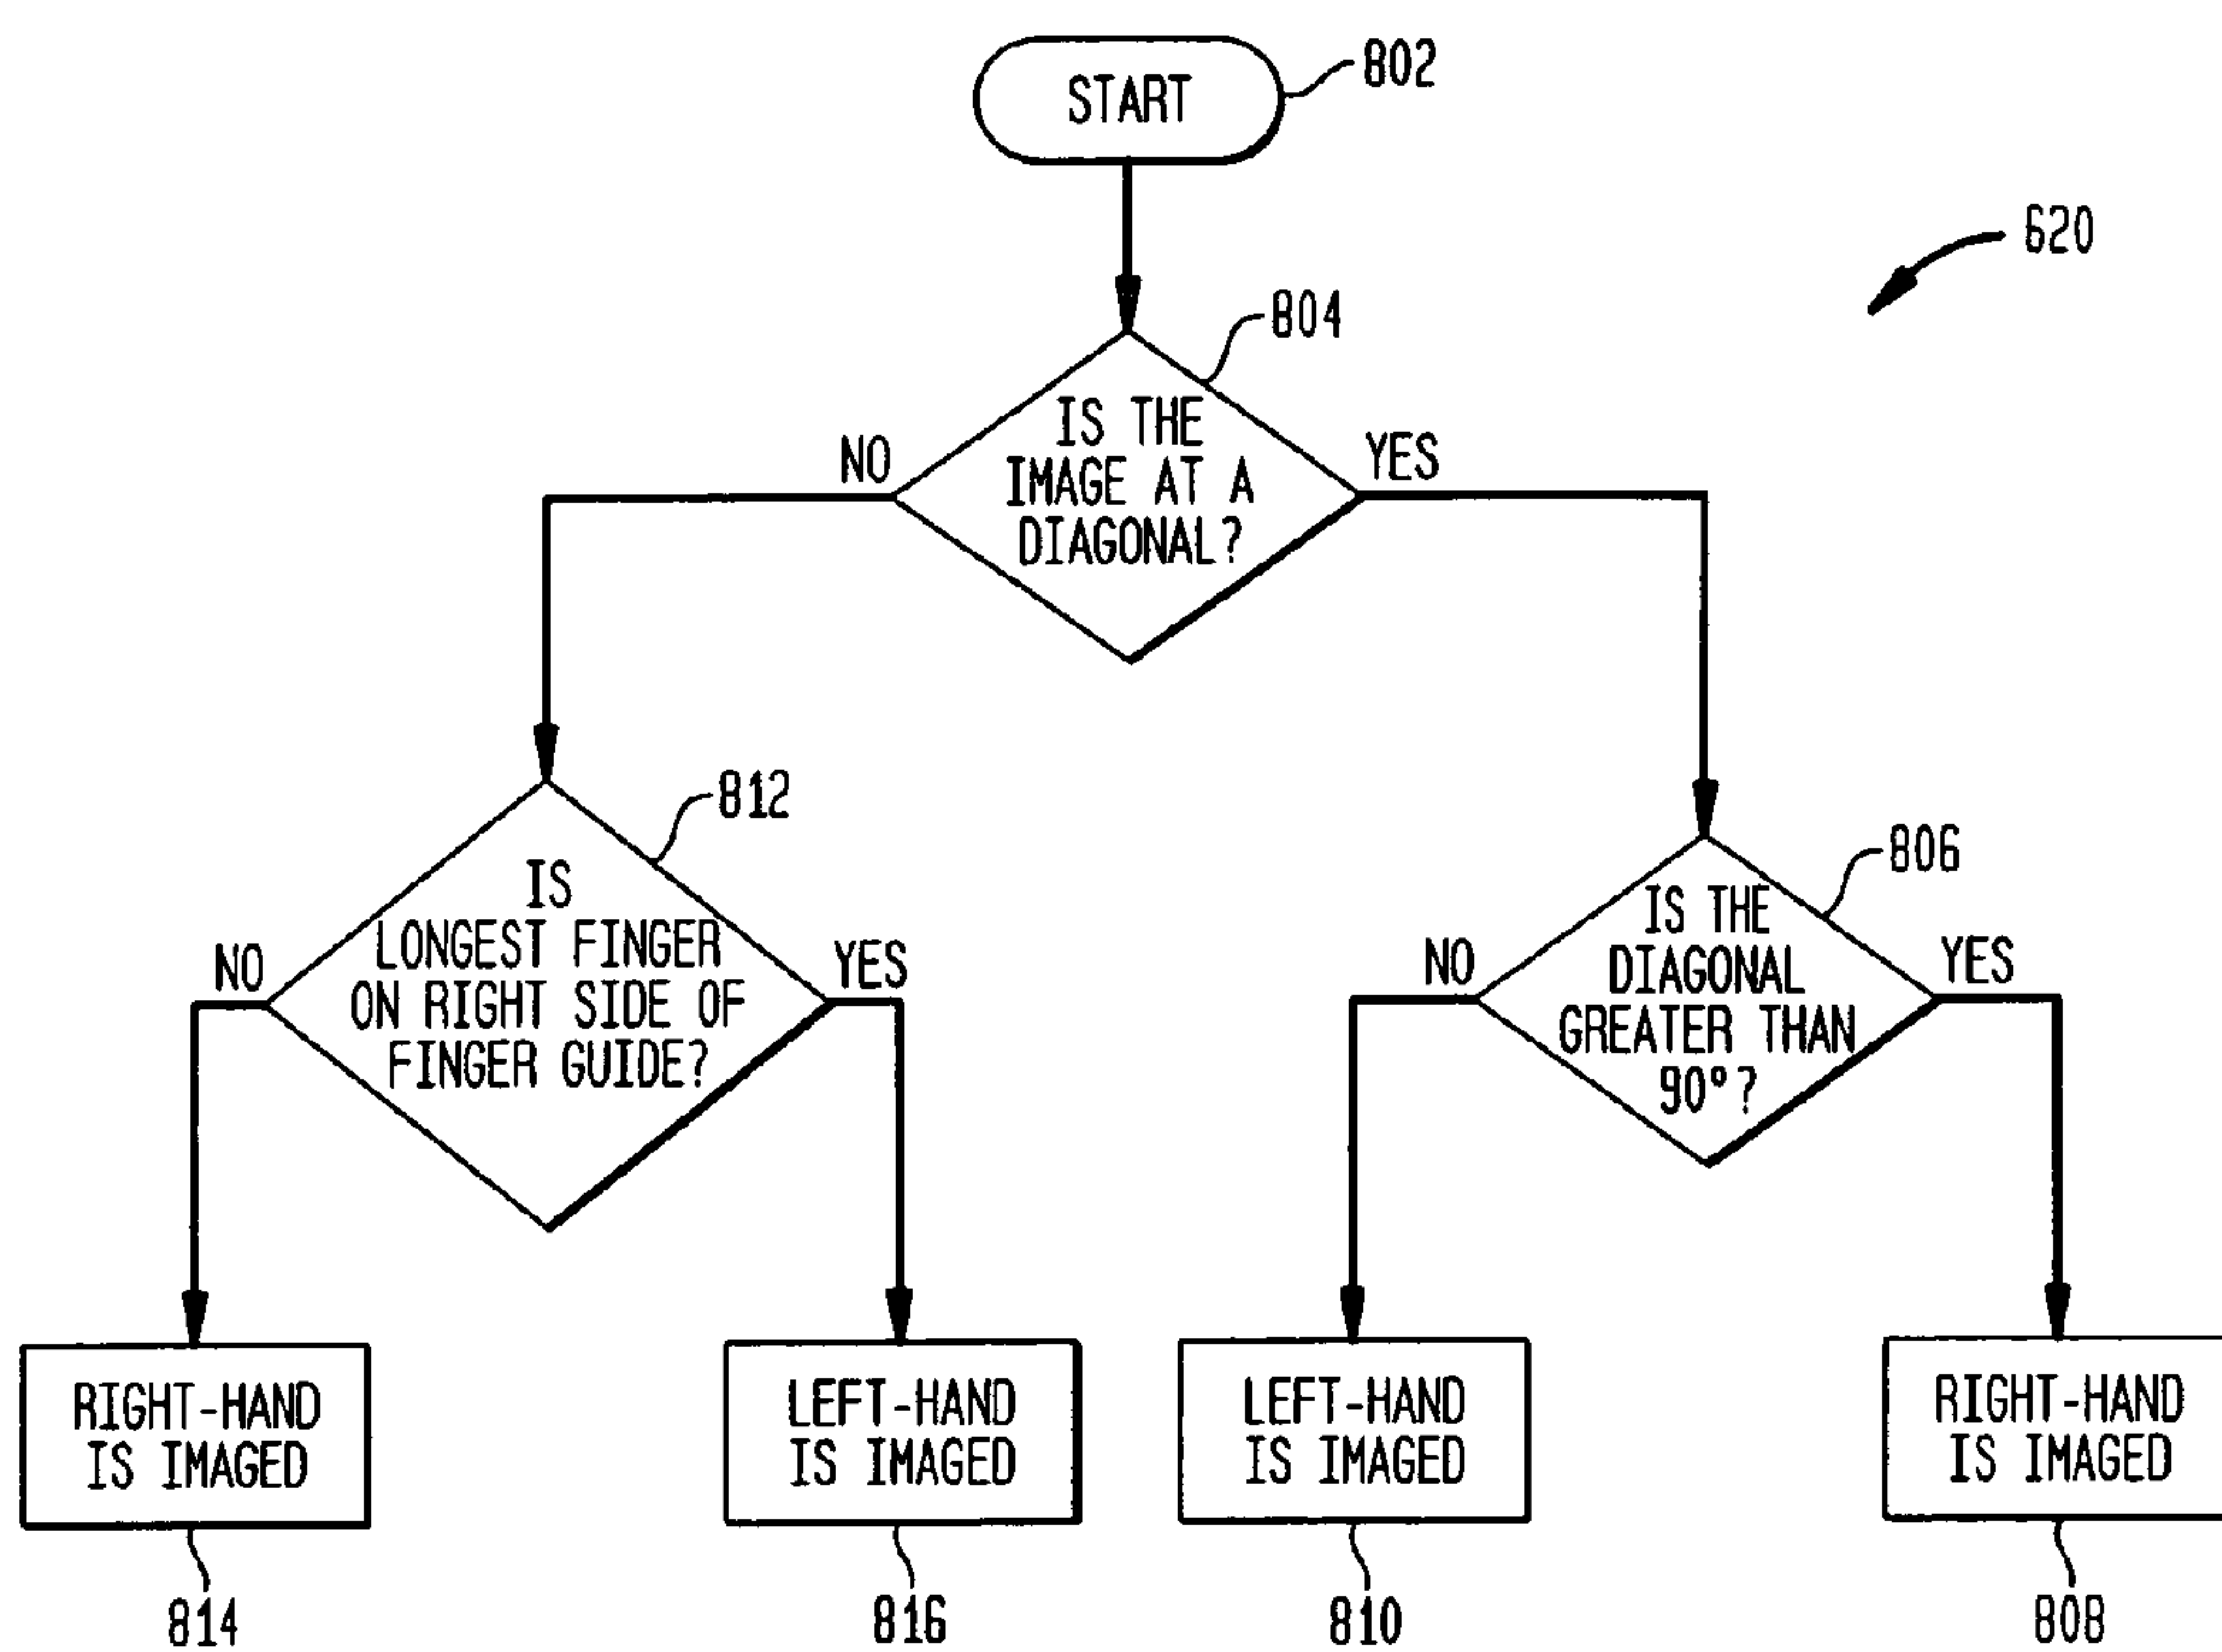 START
802
620
804
IS THE
IMAGE AT A
DIAGONAL?
NO
YES
812
IS
LONGEST FINGER
ON RIGHT SIDE OF
FINGER GUIDE?
NO
YES
806
IS THE
DIAGONAL
GREATER THAN
90°?
NO
YES
RIGHT-HAND
IS IMAGED
814
LEFT-HAND
IS IMAGED
816
LEFT-HAND
IS IMAGED
810
RIGHT-HAND
IS IMAGED
808